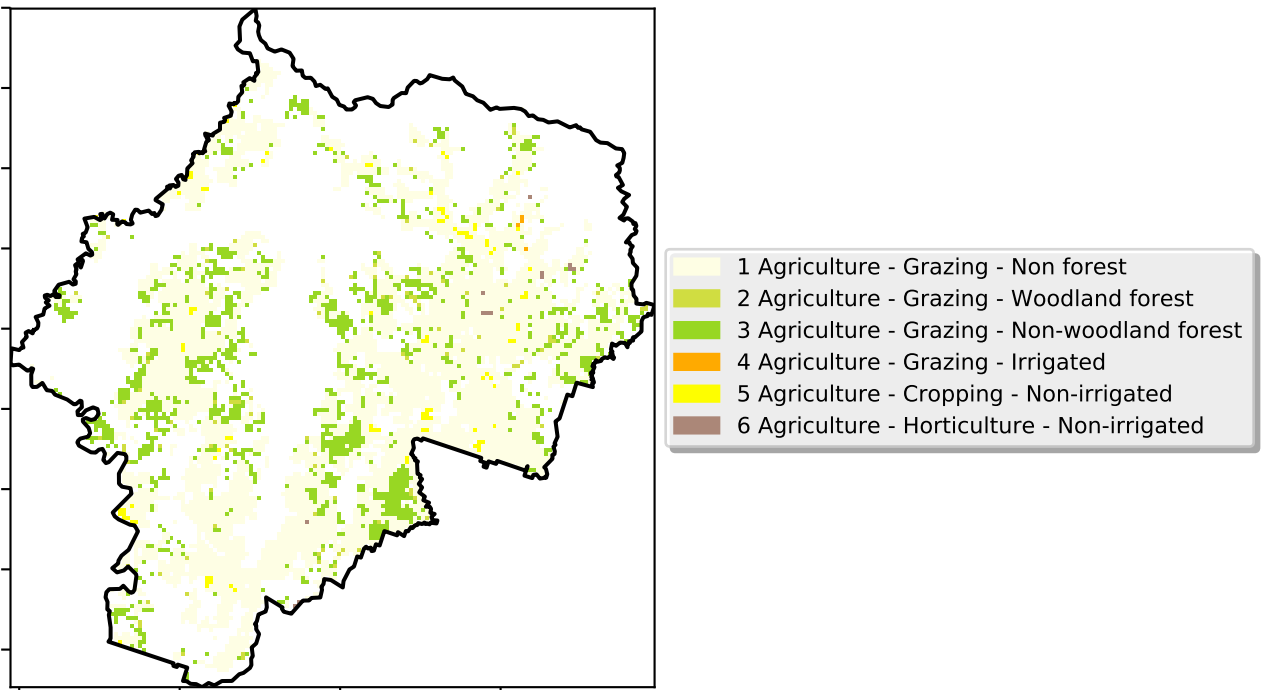 1 Agriculture - Grazing - Non forest
2 Agriculture - Grazing - Woodland forest
3 Agriculture - Grazing - Non-woodland forest
4 Agriculture - Grazing - Irrigated
5 Agriculture - Cropping - Non-irrigated
6 Agriculture - Horticulture - Non-irrigated